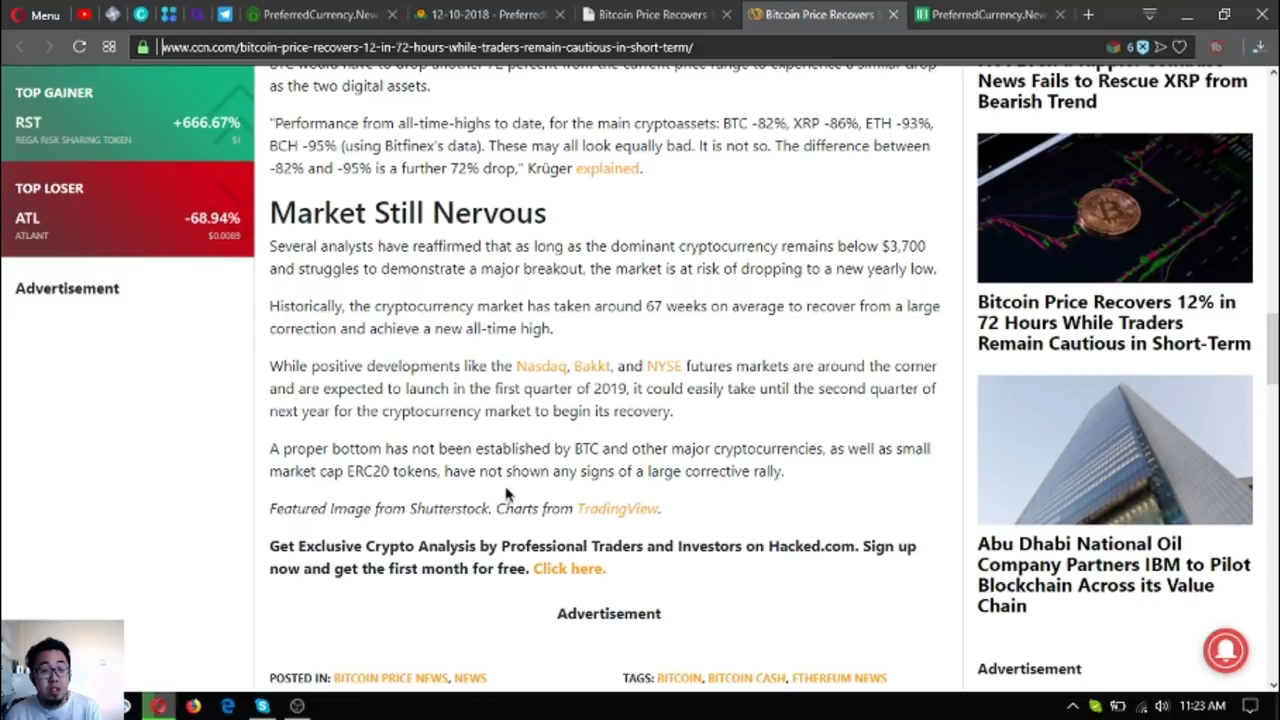 Menu
PreferredCurrency.New
12-10-2018 - Preferred
Bitcoin Price Recovers
Bitcoin Price Recovers
PreferredCurrency.New
www.ccn.com/bitcoin-price-recovers-12-in-72-hours-while-traders-remain-cautious-in-short-term/
6
TOP GAINER
RST +666.67%
REGA RISK SHARING TOKEN $1
TOP LOSER
ATL -68.94%
ATLANT $0.0089
Advertisement
as the two digital assets.
"Performance from all-time-highs to date, for the main cryptoassets: BTC -82%, XRP -86%, ETH -93%,
BCH -95% (using Bitfinex's data). These may all look equally bad. It is not so. The difference between
-82% and -95% is a further 72% drop," Krüger explained.
Market Still Nervous
Several analysts have reaffirmed that as long as the dominant cryptocurrency remains below $3,700
and struggles to demonstrate a major breakout, the market is at risk of dropping to a new yearly low.
Historically, the cryptocurrency market has taken around 67 weeks on average to recover from a large
correction and achieve a new all-time high.
While positive developments like the Nasdaq, Bakkt, and NYSE futures markets are around the corner
and are expected to launch in the first quarter of 2019, it could easily take until the second quarter of
next year for the cryptocurrency market to begin its recovery.
A proper bottom has not been established by BTC and other major cryptocurrencies, as well as small
market cap ERC20 tokens, have not shown any signs of a large corrective rally.
Featured Image from Shutterstock. Charts from TradingView.
Get Exclusive Crypto Analysis by Professional Traders and Investors on Hacked.com. Sign up
now and get the first month for free. Click here.
Advertisement
POSTED IN: BITCOIN PRICE NEWS, NEWS
TAGS: BITCOIN, BITCOIN CASH, ETHEREUM NEWS
News Fails to Rescue XRP from
Bearish Trend
Bitcoin Price Recovers 12% in
72 Hours While Traders
Remain Cautious in Short-Term
Abu Dhabi National Oil
Company Partners IBM to Pilot
Blockchain Across its Value
Chain
Advertisement
11:23 AM